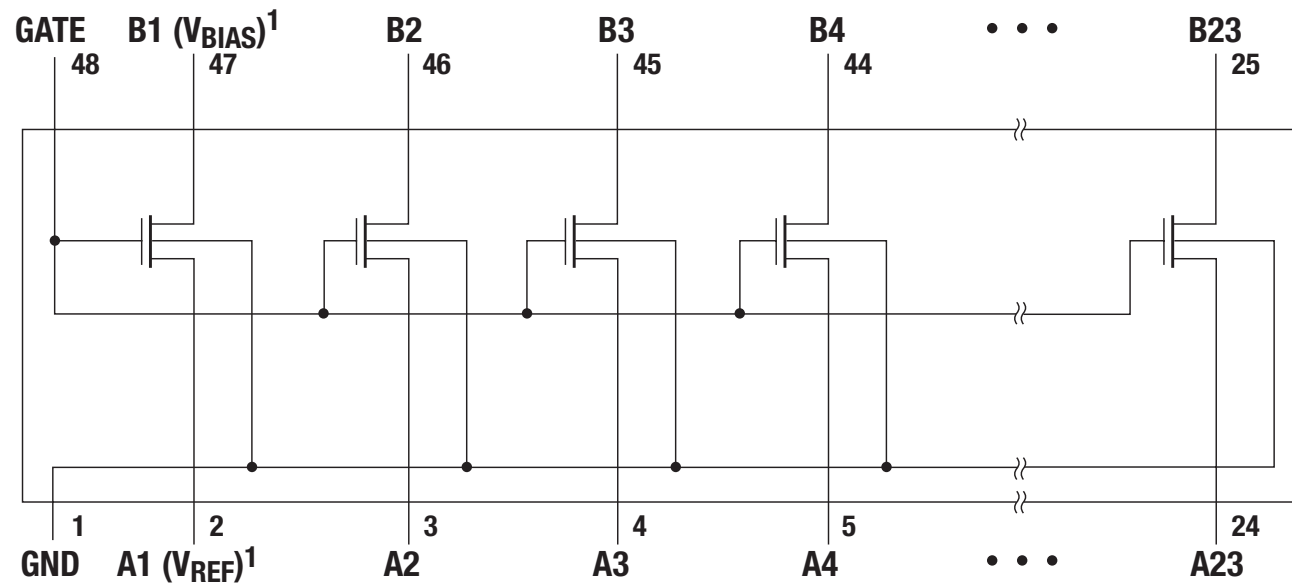 GATE B1 (VBIAS)1 B2 B3 B4 • • • B23
48 47 46 45 44 25
1 2 3 4 5 24
GND A1 (VREF)1 A2 A3 A4 • • • A23